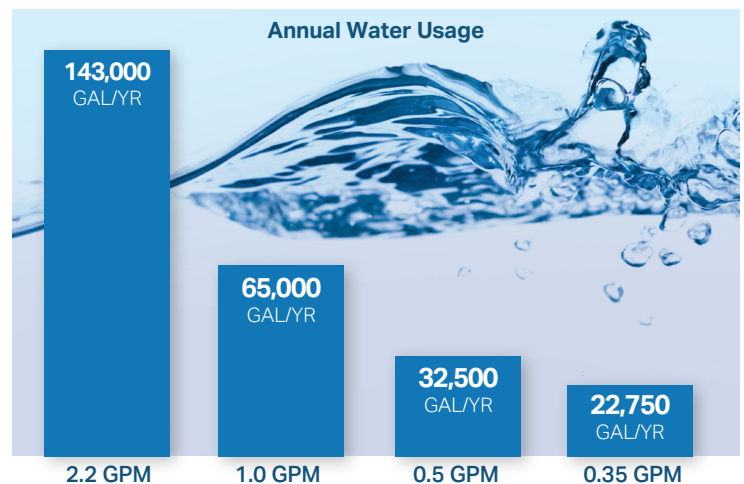 Annual Water Usage
143,000
GAL/YR
65,000
GAL/YR
32,500
GAL/YR
22,750
GAL/YR
2.2 GPM
1.0 GPM
0.5 GPM
0.35 GPM